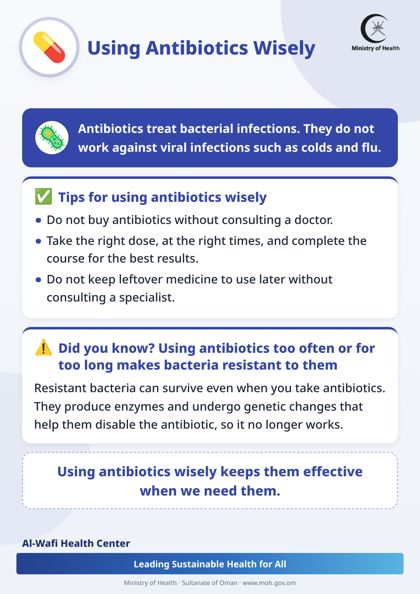 Using Antibiotics Wisely
Ministry of Health
Antibiotics treat bacterial infections. They do not
work against viral infections such as colds and flu.
Tips for using antibiotics wisely
Do not buy antibiotics without consulting a doctor.
Take the right dose, at the right times, and complete the
course for the best results.
Do not keep leftover medicine to use later without
consulting a specialist.
Did you know? Using antibiotics too often or for
too long makes bacteria resistant to them
Resistant bacteria can survive even when you take antibiotics.
They produce enzymes and undergo genetic changes that
help them disable the antibiotic, so it no longer works.
Using antibiotics wisely keeps them effective
when we need them.
Al-Wafi Health Center
Leading Sustainable Health for All
Ministry of Health · Sultanate of Oman · www.moh.gov.om